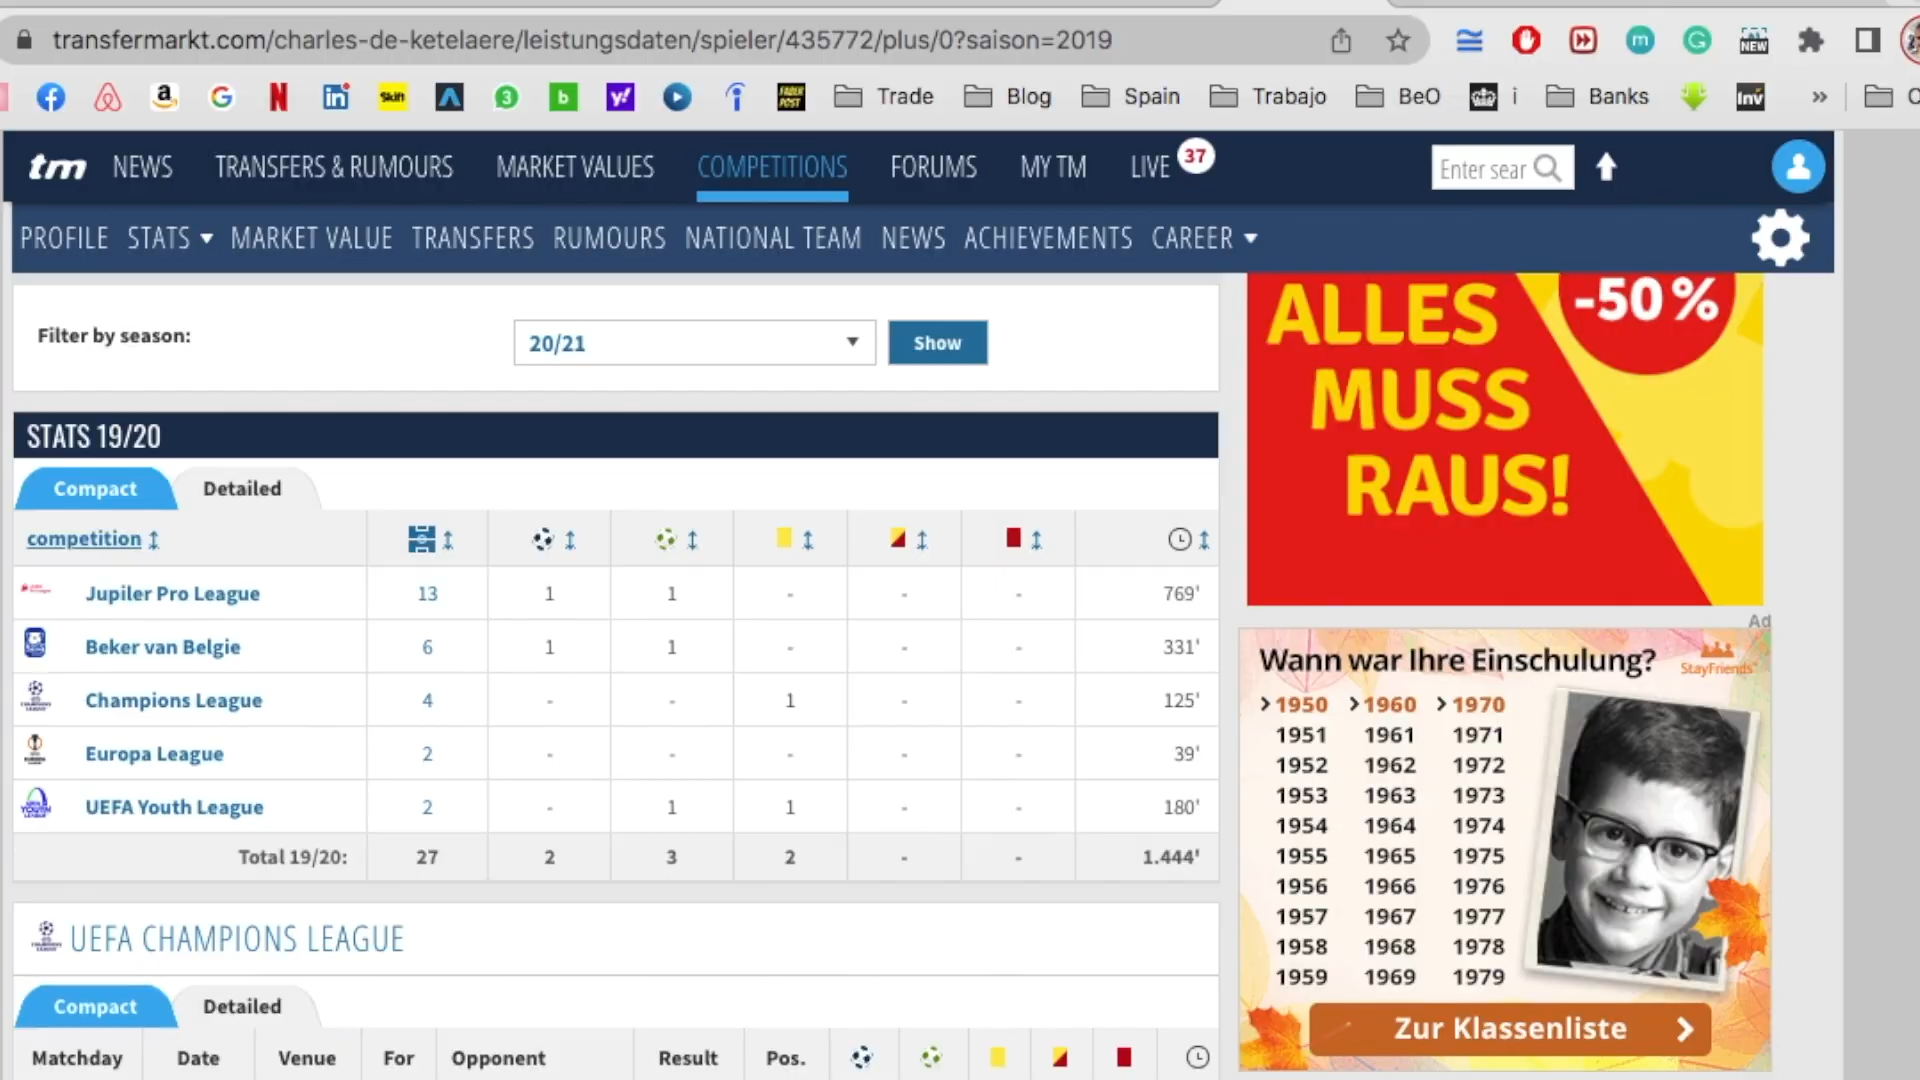 transfermarkt.com/charles-de-ketelaere/leistungsdaten/spieler/435772/plus/0?saison=2019
Trade Blog Spain Trabajo BeO i Banks
tm NEWS TRANSFERS & RUMOURS MARKET VALUES COMPETITIONS FORUMS MY TM LIVE 37 Enter sear
PROFILE STATS MARKET VALUE TRANSFERS RUMOURS NATIONAL TEAM NEWS ACHIEVEMENTS CAREER
Filter by season: 20/21 Show
STATS 19/20
Compact Detailed
competition
Jupiler Pro League 13 1 1 - - - 769'
Beker van Belgie 6 1 1 - - - 331'
Champions League 4 - - 1 - - 125'
Europa League 2 - - - - - 39'
UEFA Youth League 2 - 1 1 - - 180'
Total 19/20: 27 2 3 2 - - 1.444'
UEFA CHAMPIONS LEAGUE
Compact Detailed
Matchday Date Venue For Opponent Result Pos.
-50%
ALLES
MUSS
RAUS!
Ad
Wann war Ihre Einschulung?
StayFriends
1950 1960 1970
1951 1961 1971
1952 1962 1972
1953 1963 1973
1954 1964 1974
1955 1965 1975
1956 1966 1976
1957 1967 1977
1958 1968 1978
1959 1969 1979
Zur Klassenliste